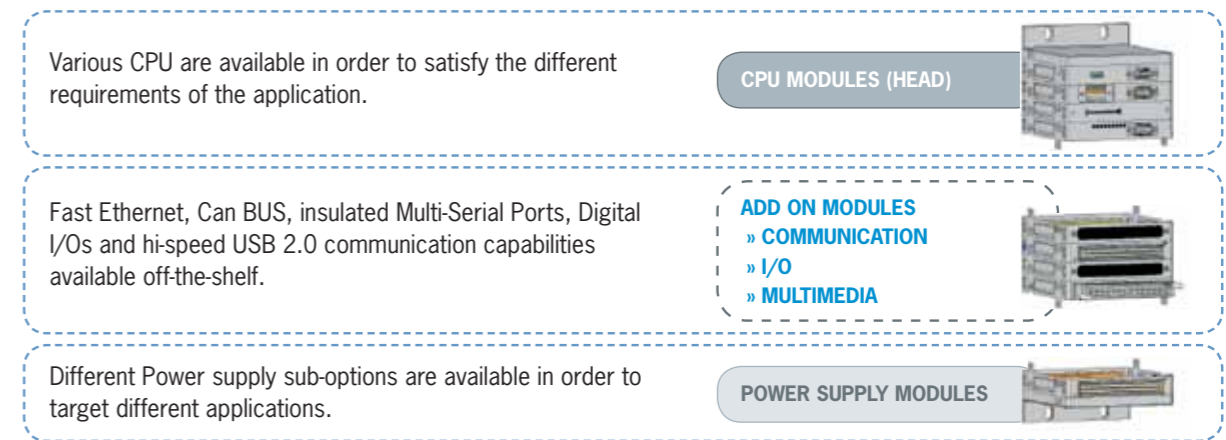 Various CPU are available in order to satisfy the different
requirements of the application.
CPU MODULES (HEAD)
Fast Ethernet, Can BUS, insulated Multi-Serial Ports, Digital
I/Os and hi-speed USB 2.0 communication capabilities
available off-the-shelf.
ADD ON MODULES
» COMMUNICATION
» I/O
» MULTIMEDIA
Different Power supply sub-options are available in order to
target different applications.
POWER SUPPLY MODULES